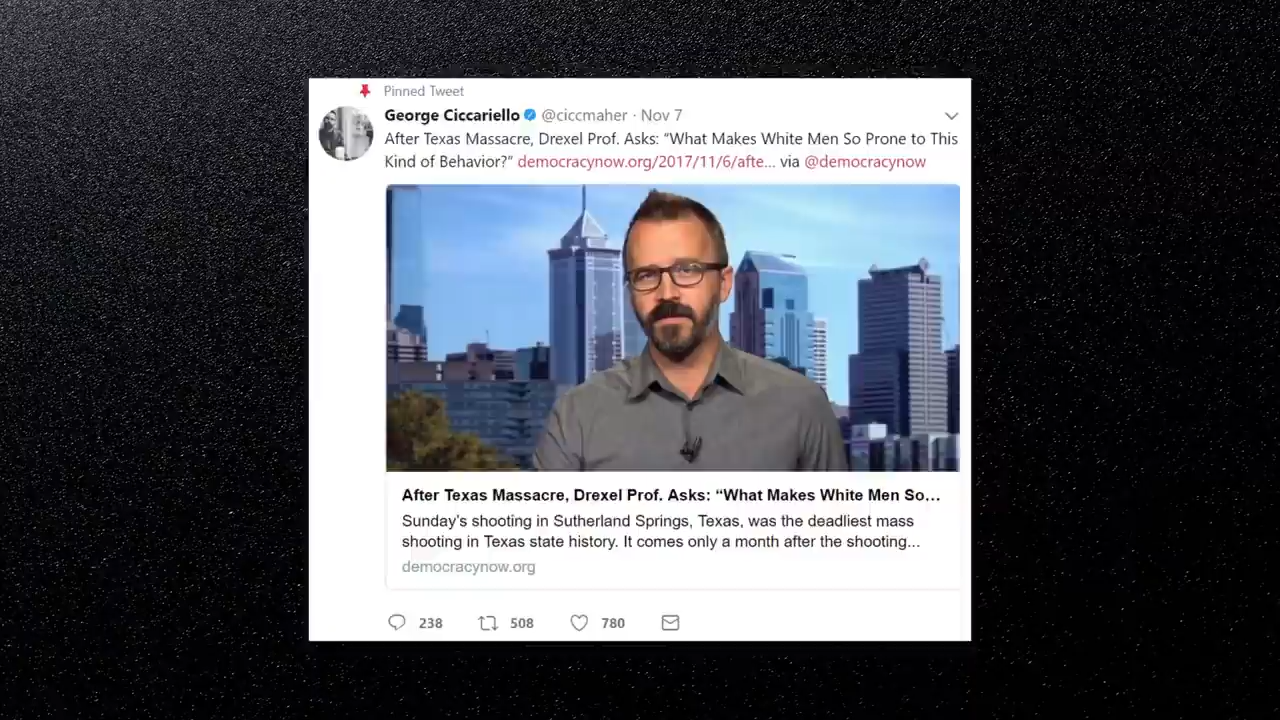 Pinned Tweet
George Ciccariello @ciccmaher · Nov 7
After Texas Massacre, Drexel Prof. Asks: “What Makes White Men So Prone to This
Kind of Behavior?” democracynow.org/2017/11/6/afte... via @democracynow
After Texas Massacre, Drexel Prof. Asks: “What Makes White Men So...
Sunday's shooting in Sutherland Springs, Texas, was the deadliest mass
shooting in Texas state history. It comes only a month after the shooting...
democracynow.org
238 508 780